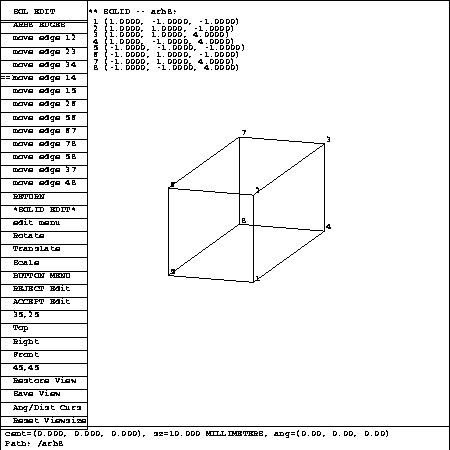 SOL EDIT
ARB8 EDGES
move edge 12
move edge 23
move edge 34
==move edge 14
move edge 15
move edge 26
move edge 56
move edge 67
move edge 78
move edge 58
move edge 37
move edge 48
RETURN
*SOLID EDIT*
edit menu
Rotate
Translate
Scale
BUTTON MENU
REJECT Edit
ACCEPT Edit
35,25
Top
Right
Front
45,45
Restore View
Save View
Ang/Dist Curs
Reset Viewsize
** SOLID -- arb8:
1 (1.0000, -1.0000, -1.0000)
2 (1.0000, 1.0000, -1.0000)
3 (1.0000, 1.0000, 4.0000)
4 (1.0000, -1.0000, 4.0000)
5 (-1.0000, -1.0000, -1.0000)
6 (-1.0000, 1.0000, -1.0000)
7 (-1.0000, 1.0000, 4.0000)
8 (-1.0000, -1.0000, 4.0000)
7
3
6
2
8
4
5
1
cent=(0.000, 0.000, 0.000), sz=10.000 MILLIMETERS, ang=(0.00, 0.00, 0.00)
Path: /arb8